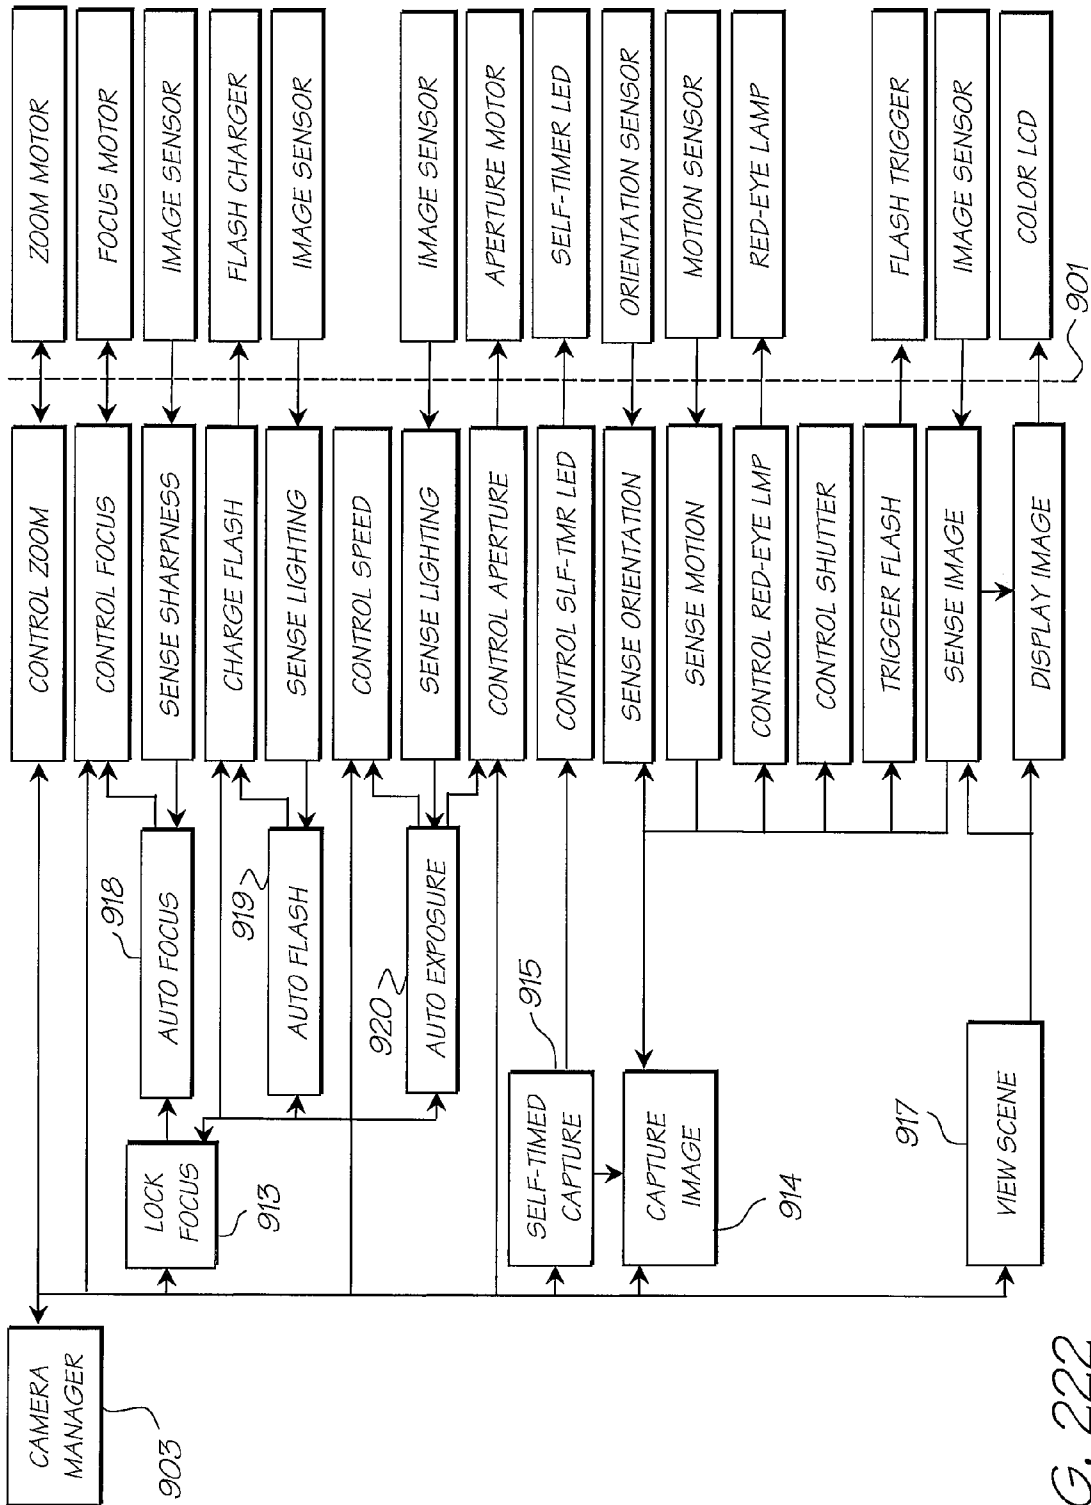 CAMERA
MANAGER
903
LOCK
FOCUS
913
SELF-TIMED
CAPTURE
915
CAPTURE
IMAGE
914
VIEW SCENE
917
AUTO FOCUS
918
AUTO FLASH
919
AUTO EXPOSURE
920
CONTROL ZOOM
CONTROL FOCUS
SENSE SHARPNESS
CHARGE FLASH
SENSE LIGHTING
CONTROL SPEED
SENSE LIGHTING
CONTROL APERTURE
CONTROL SLF-TMR LED
SENSE ORIENTATION
SENSE MOTION
CONTROL RED-EYE LMP
CONTROL SHUTTER
TRIGGER FLASH
SENSE IMAGE
DISPLAY IMAGE
ZOOM MOTOR
FOCUS MOTOR
IMAGE SENSOR
FLASH CHARGER
IMAGE SENSOR
IMAGE SENSOR
APERTURE MOTOR
SELF-TIMER LED
ORIENTATION SENSOR
MOTION SENSOR
RED-EYE LAMP
FLASH TRIGGER
IMAGE SENSOR
COLOR LCD
901
G. 222